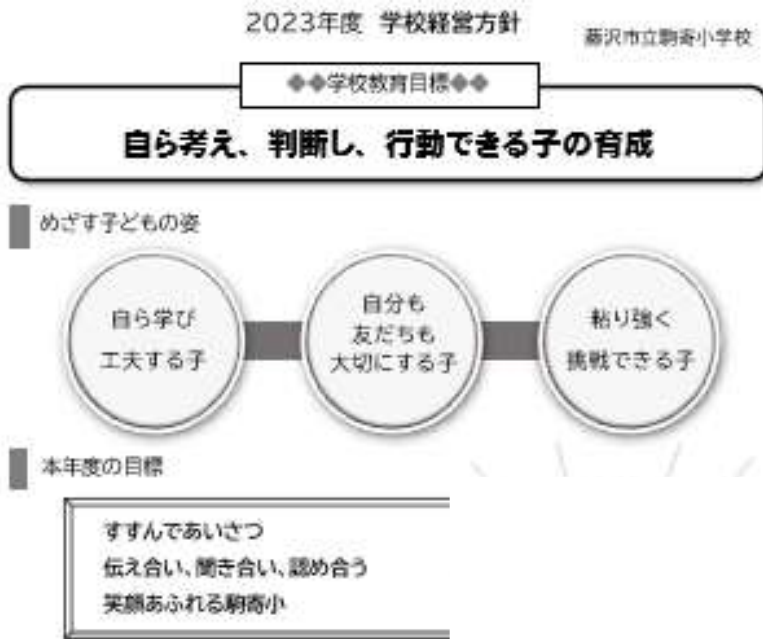 2023年度 学校経営方針
藤沢市立駒寄小学校
◆◆学校教育目標◆◆
自ら考え、判断し、行動できる子の育成
めざす子どもの姿
自ら学び
工夫する子
自分も
友だちも
大切にする子
粘り強く
挑戦できる子
本年度の目標
すすんであいさつ
伝え合い、聞き合い、認め合う
笑顔あふれる駒寄小